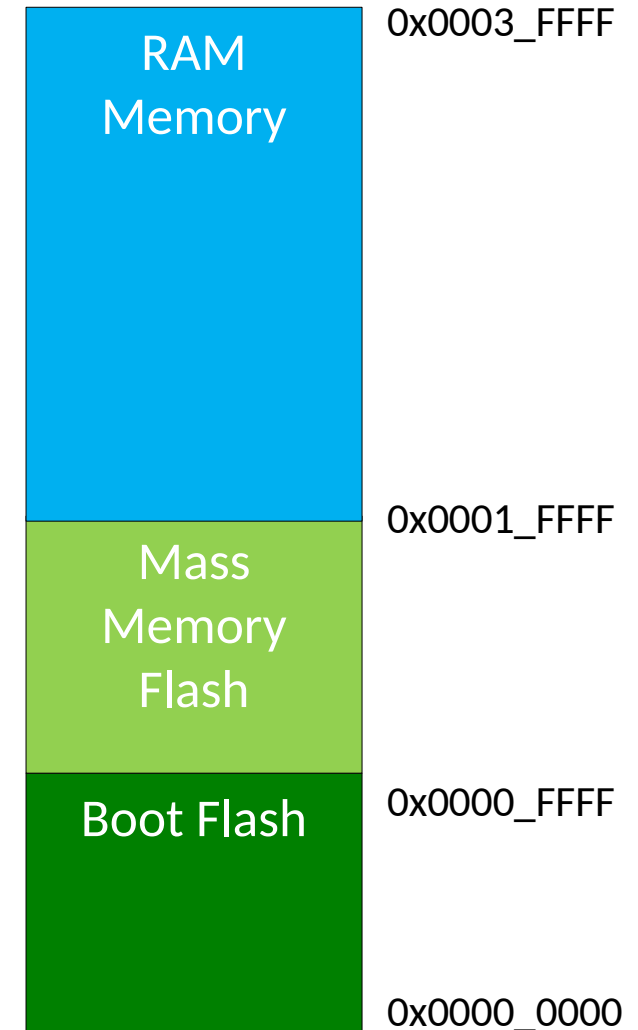 0x0003_FFFF
RAM
Memory
0x0001_FFFF
Mass
Memory
Flash
0x0000_FFFF
Boot Flash
0x0000_0000